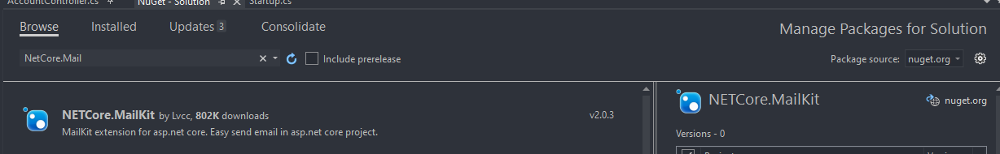 AccountController.cs NuGet - Solution Startup.cs
Browse Installed Updates 3 Consolidate
Manage Packages for Solution
NetCore.Mail Include prerelease Package source: nuget.org
NETCore.MailKit by Lvcc, 802K downloads v2.0.3
MailKit extension for asp.net core. Easy send email in asp.net core project.
NETCore.MailKit nuget.org
Versions - 0